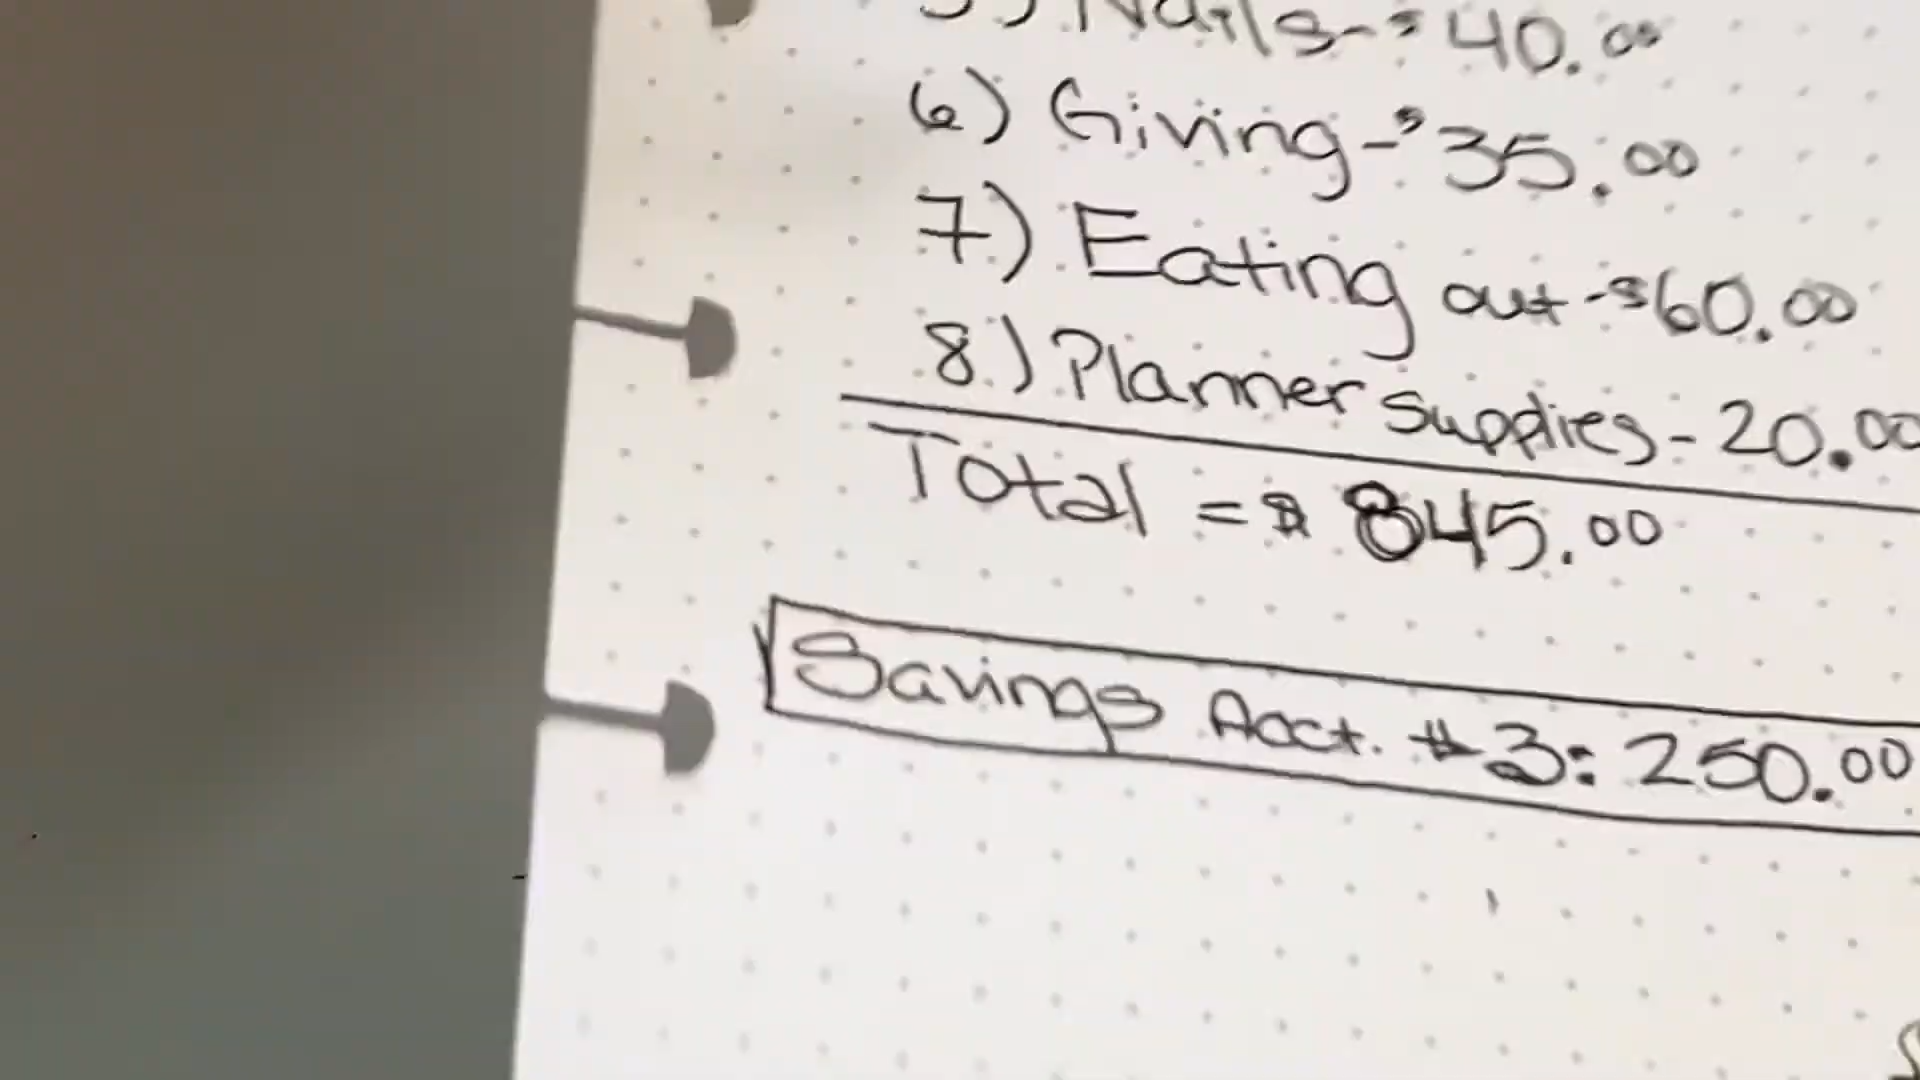 5) Nails-$40.00
6) Giving-$35.00
7) Eating out-$60.00
8.) Planner Supplies-20.00
Total = $ 845.00
Savings Acct. #3: 250.00